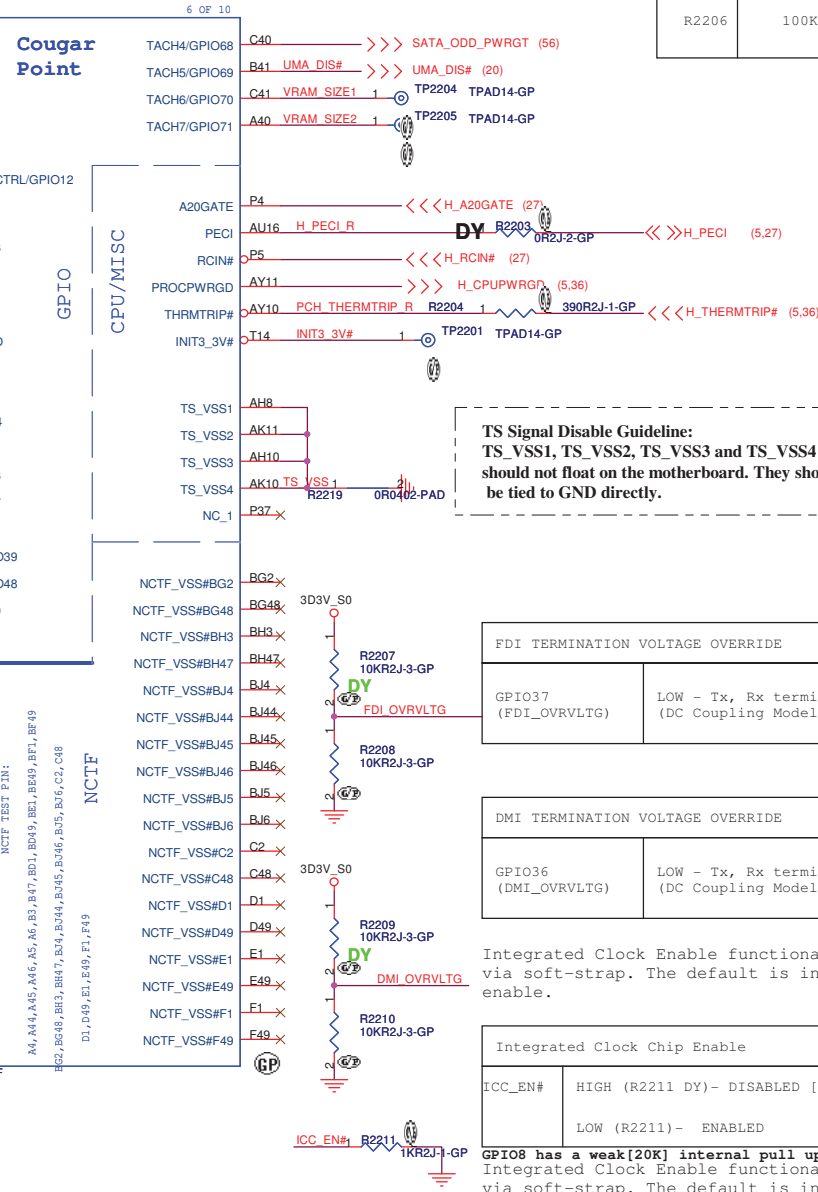 6 OF 10
R2206 100K
Cougar
Point
TACH4/GPIO68 C40 SATA_ODD_PWRGT (56)
TACH5/GPIO69 B41 UMA_DIS# UMA_DIS# (20)
TACH6/GPIO70 C41 VRAM_SIZE1 1 TP2204 TPAD14-GP
TACH7/GPIO71 A40 VRAM_SIZE2 1 TP2205 TPAD14-GP
CTRL/GPIO12
GPIO
CPU/MISC
A20GATE P4 H_A20GATE (27)
PECI AU16 H_PECI_R DY R2203 0R2J-2-GP H_PECI (5,27)
RCIN# P5 H_RCIN# (27)
PROCPWRGD AY11 H_CPUPWRGD (5,36)
THRMTRIP# AY10 PCH_THERMTRIP_R R2204 1 390R2J-1-GP H_THERMTRIP# (5,36)
INIT3_3V# T14 INIT3_3V# 1 TP2201 TPAD14-GP
TS_VSS1 AH8
TS_VSS2 AK11
TS_VSS3 AH10
TS_VSS4 AK10 TS_VSS 1 R2219 2 0R0402-PAD
NC_1 P37
TS Signal Disable Guideline:
TS_VSS1, TS_VSS2, TS_VSS3 and TS_VSS4
should not float on the motherboard. They sho
be tied to GND directly.
D39
D48
NCTF_VSS#BG2 BG2
NCTF_VSS#BG48 BG48
NCTF_VSS#BH3 BH3
NCTF_VSS#BH47 BH47
NCTF_VSS#BJ4 BJ4
NCTF_VSS#BJ44 BJ44
NCTF_VSS#BJ45 BJ45
NCTF_VSS#BJ46 BJ46
NCTF_VSS#BJ5 BJ5
NCTF_VSS#BJ6 BJ6
NCTF_VSS#C2 C2
NCTF_VSS#C48 C48
NCTF_VSS#D1 D1
NCTF_VSS#D49 D49
NCTF_VSS#E1 E1
NCTF_VSS#E49 E49
NCTF_VSS#F1 F1
NCTF_VSS#F49 F49
GP
NCTF
NCTF TEST PIN:
A4,A44,A45,A46,A5,A6,B3,B47,BD1,BD49,BE1,BE49,BF1,BF49
BG2,BG48,BH3,BH47,BJ4,BJ44,BJ45,BJ46,BJ5,BJ6,C2,C48
D1,D49,E1,E49,F1,F49
3D3V_S0
1
R2207
10KR2J-3-GP
DY
2
FDI_OVRVLTG
1
R2208
10KR2J-3-GP
2
3D3V_S0
1
R2209
10KR2J-3-GP
DY
2
DMI_OVRVLTG
1
R2210
10KR2J-3-GP
2
FDI TERMINATION VOLTAGE OVERRIDE
GPIO37 LOW - Tx, Rx termi
(FDI_OVRVLTG) (DC Coupling Model
DMI TERMINATION VOLTAGE OVERRIDE
GPIO36 LOW - Tx, Rx termi
(DMI_OVRVLTG) (DC Coupling Model
Integrated Clock Enable functiona
via soft-strap. The default is in
enable.
Integrated Clock Chip Enable
ICC_EN# HIGH (R2211 DY)- DISABLED [
LOW (R2211)- ENABLED
ICC_EN# 1 R2211 1KR2J-1-GP
GPIO8 has a weak[20K] internal pull up
Integrated Clock Enable functiona
via soft-strap. The default is in